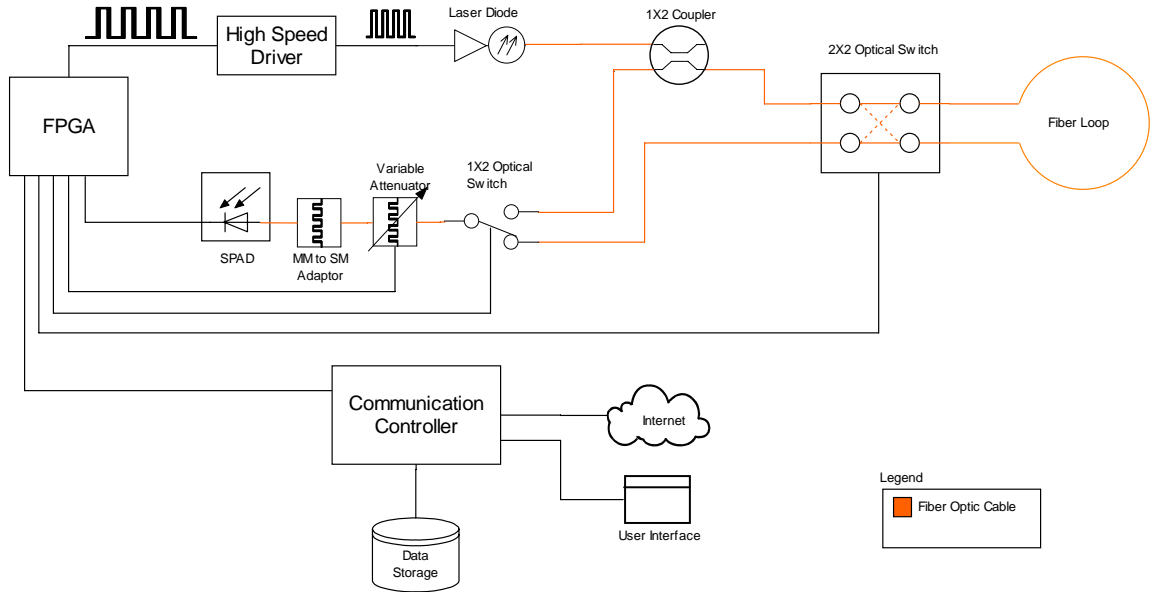 Laser Diode
1X2 Coupler
High Speed
Driver
2X2 Optical Switch
FPGA
Fiber Loop
Variable
Attenuator
1X2 Optical
Switch
SPAD
MM to SM
Adaptor
Communication
Controller
Internet
User Interface
Data
Storage
Legend
Fiber Optic Cable